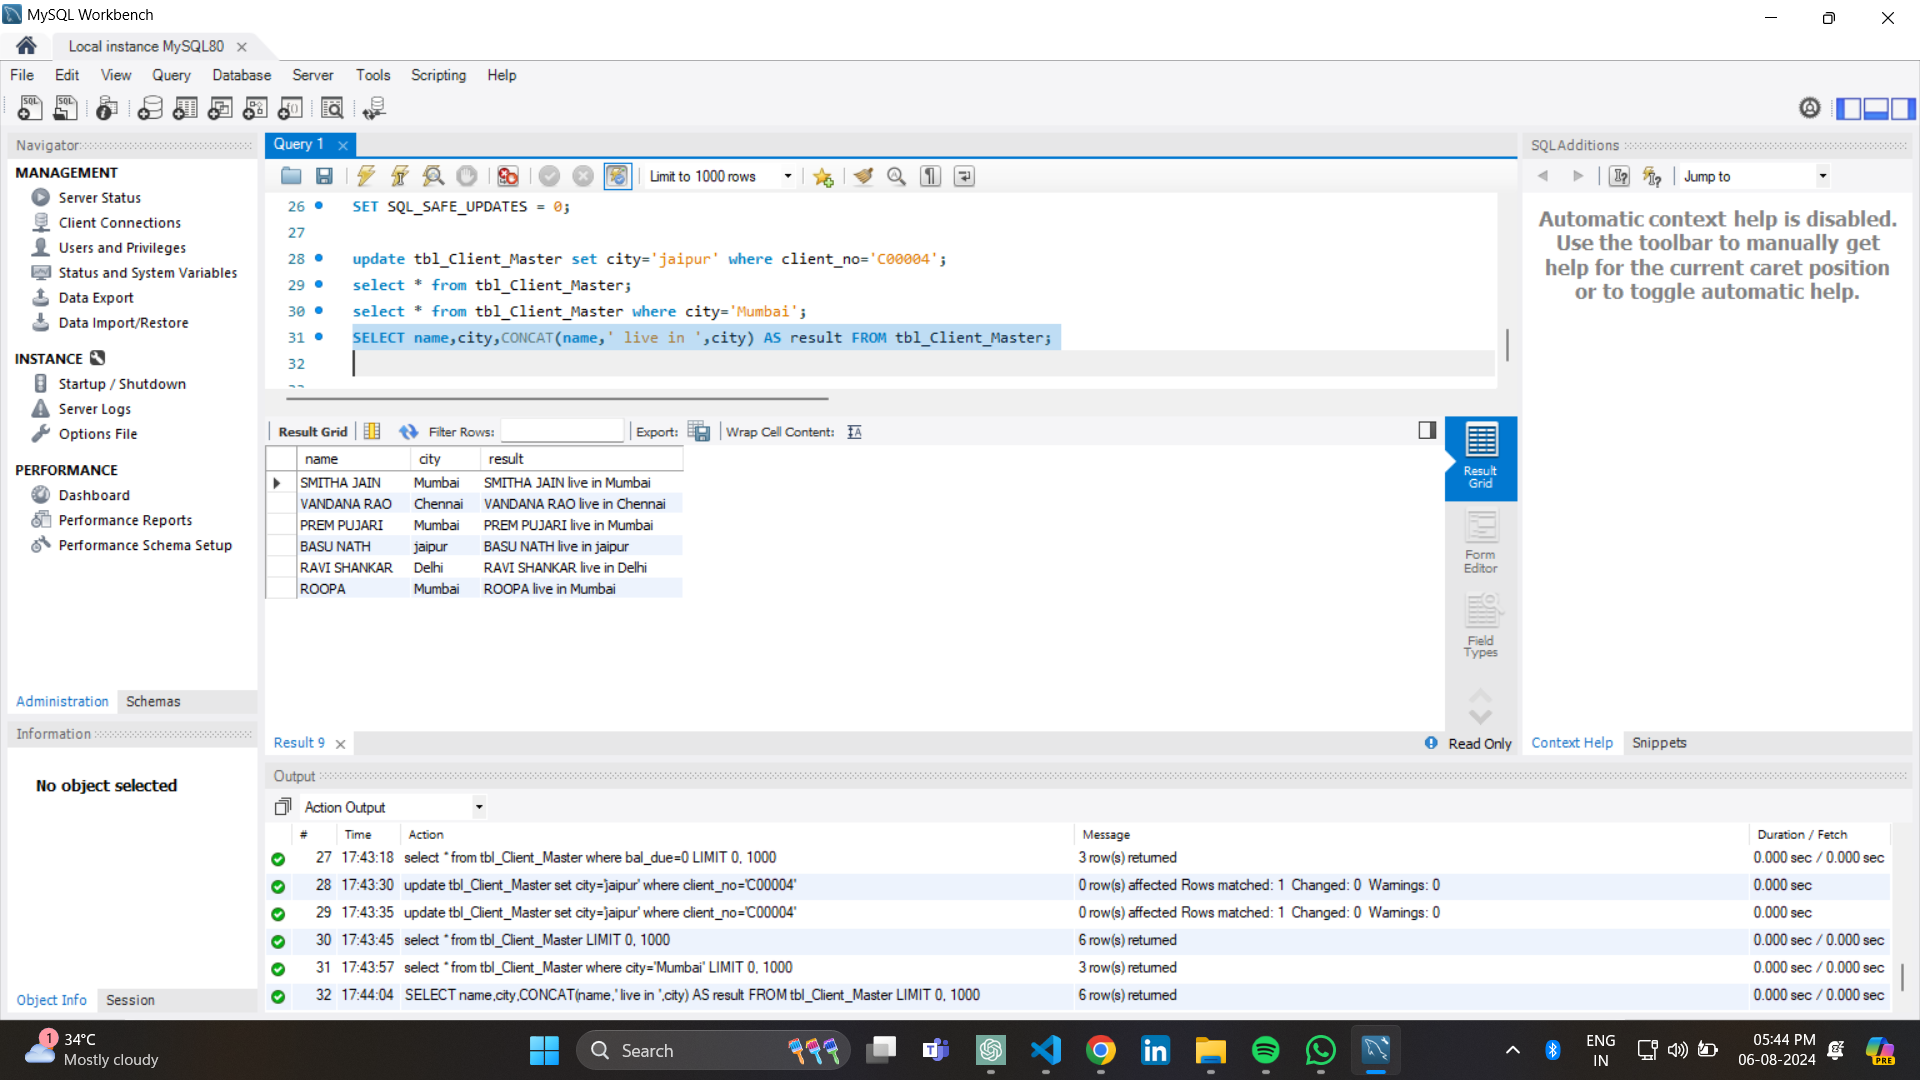 MySQL Workbench
Local instance MySQL80
File Edit View Query Database Server Tools Scripting Help
Navigator
MANAGEMENT
Server Status
Client Connections
Users and Privileges
Status and System Variables
Data Export
Data Import/Restore
INSTANCE
Startup / Shutdown
Server Logs
Options File
PERFORMANCE
Dashboard
Performance Reports
Performance Schema Setup
Administration Schemas
Information
No object selected
Object Info Session
Query 1
Limit to 1000 rows
26 SET SQL_SAFE_UPDATES = 0;
27
28 update tbl_Client_Master set city='jaipur' where client_no='C00004';
29 select * from tbl_Client_Master;
30 select * from tbl_Client_Master where city='Mumbai';
31 SELECT name,city,CONCAT(name,' live in ',city) AS result FROM tbl_Client_Master;
32
Result Grid Filter Rows: Export: Wrap Cell Content:
name city result
SMITHA JAIN Mumbai SMITHA JAIN live in Mumbai
VANDANA RAO Chennai VANDANA RAO live in Chennai
PREM PUJARI Mumbai PREM PUJARI live in Mumbai
BASU NATH jaipur BASU NATH live in jaipur
RAVI SHANKAR Delhi RAVI SHANKAR live in Delhi
ROOPA Mumbai ROOPA live in Mumbai
Result
Grid
Form
Editor
Field
Types
Result 9
Read Only
SQLAdditions
Jump to
Automatic context help is disabled.
Use the toolbar to manually get
help for the current caret position
or to toggle automatic help.
Context Help Snippets
Output
Action Output
# Time Action Message Duration / Fetch
27 17:43:18 select * from tbl_Client_Master where bal_due=0 LIMIT 0, 1000 3 row(s) returned 0.000 sec / 0.000 sec
28 17:43:30 update tbl_Client_Master set city='jaipur' where client_no='C00004' 0 row(s) affected Rows matched: 1 Changed: 0 Warnings: 0 0.000 sec
29 17:43:35 update tbl_Client_Master set city='jaipur' where client_no='C00004' 0 row(s) affected Rows matched: 1 Changed: 0 Warnings: 0 0.000 sec
30 17:43:45 select * from tbl_Client_Master LIMIT 0, 1000 6 row(s) returned 0.000 sec / 0.000 sec
31 17:43:57 select * from tbl_Client_Master where city='Mumbai' LIMIT 0, 1000 3 row(s) returned 0.000 sec / 0.000 sec
32 17:44:04 SELECT name,city,CONCAT(name,' live in ',city) AS result FROM tbl_Client_Master LIMIT 0, 1000 6 row(s) returned 0.000 sec / 0.000 sec
1
34°C
Mostly cloudy
Search
ENG
IN
05:44 PM
06-08-2024
PRE